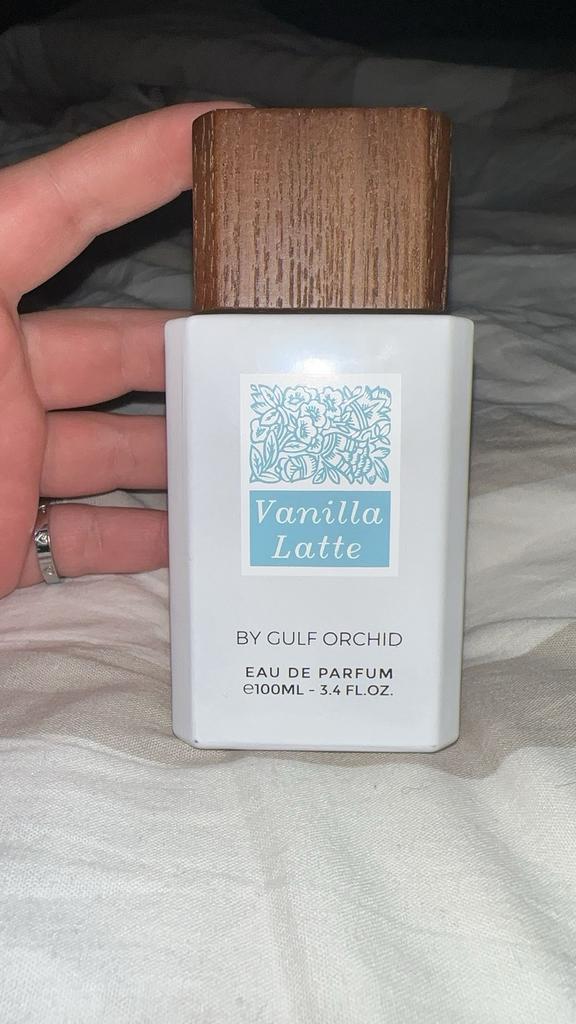 Vanilla
Latte
BY GULF ORCHID
EAU DE PARFUM
℮100ML - 3.4 FL.OZ.